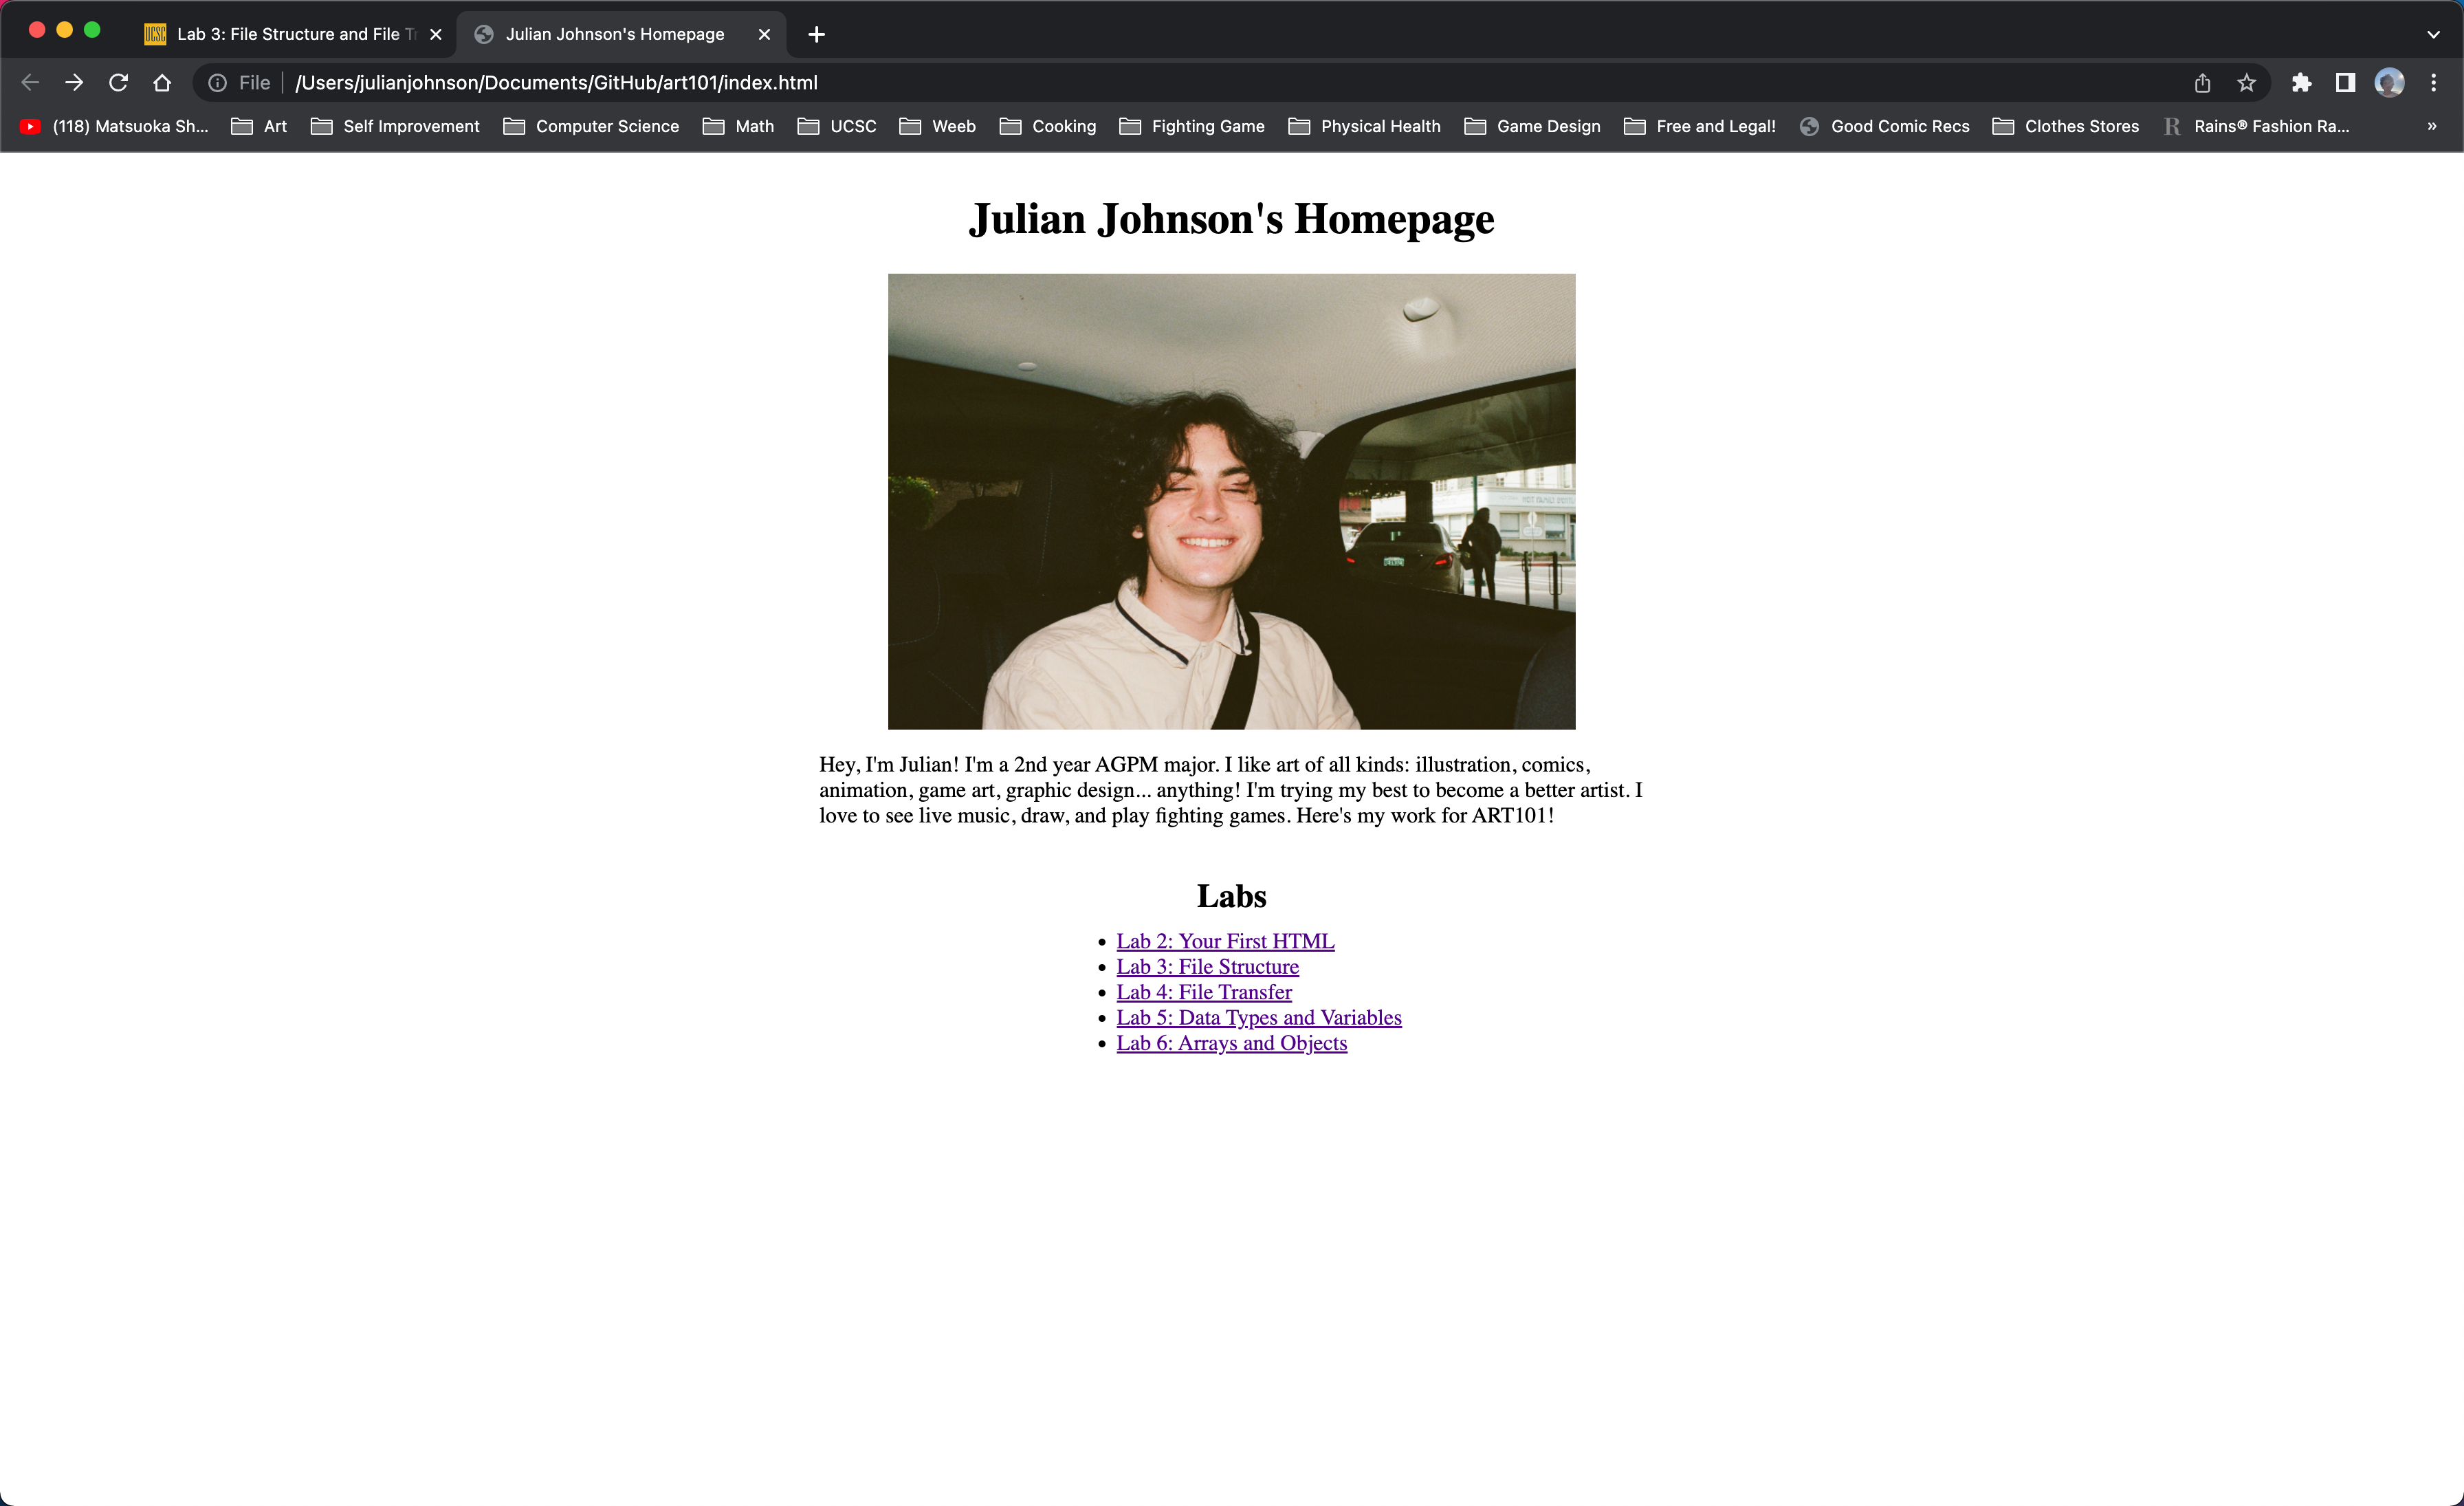 UCSC Lab 3: File Structure and File Tr
Julian Johnson's Homepage
File /Users/julianjohnson/Documents/GitHub/art101/index.html
(118) Matsuoka Sh... Art Self Improvement Computer Science Math UCSC Weeb Cooking Fighting Game Physical Health Game Design Free and Legal! Good Comic Recs Clothes Stores R Rains® Fashion Ra... »
Julian Johnson's Homepage
Hey, I'm Julian! I'm a 2nd year AGPM major. I like art of all kinds: illustration, comics,
animation, game art, graphic design... anything! I'm trying my best to become a better artist. I
love to see live music, draw, and play fighting games. Here's my work for ART101!
Labs
• Lab 2: Your First HTML
• Lab 3: File Structure
• Lab 4: File Transfer
• Lab 5: Data Types and Variables
• Lab 6: Arrays and Objects